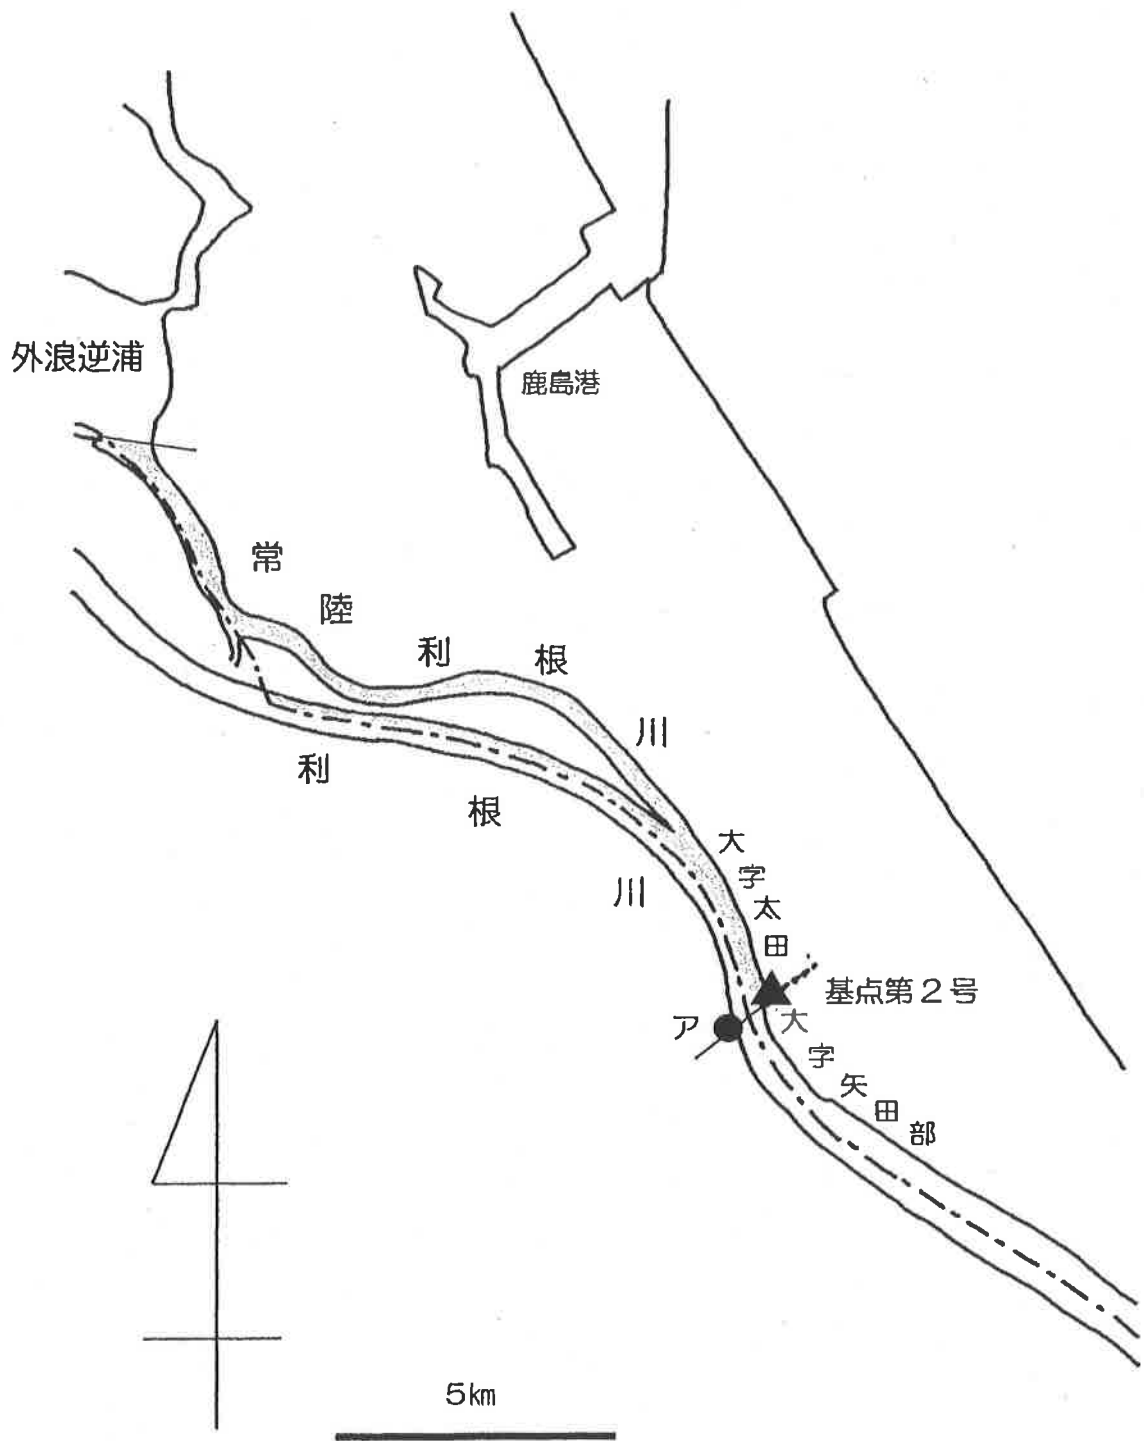 外浪逆浦
鹿島港
常陸利根川
利根川
大字太田
基点第２号
ア
大字矢田部
5km